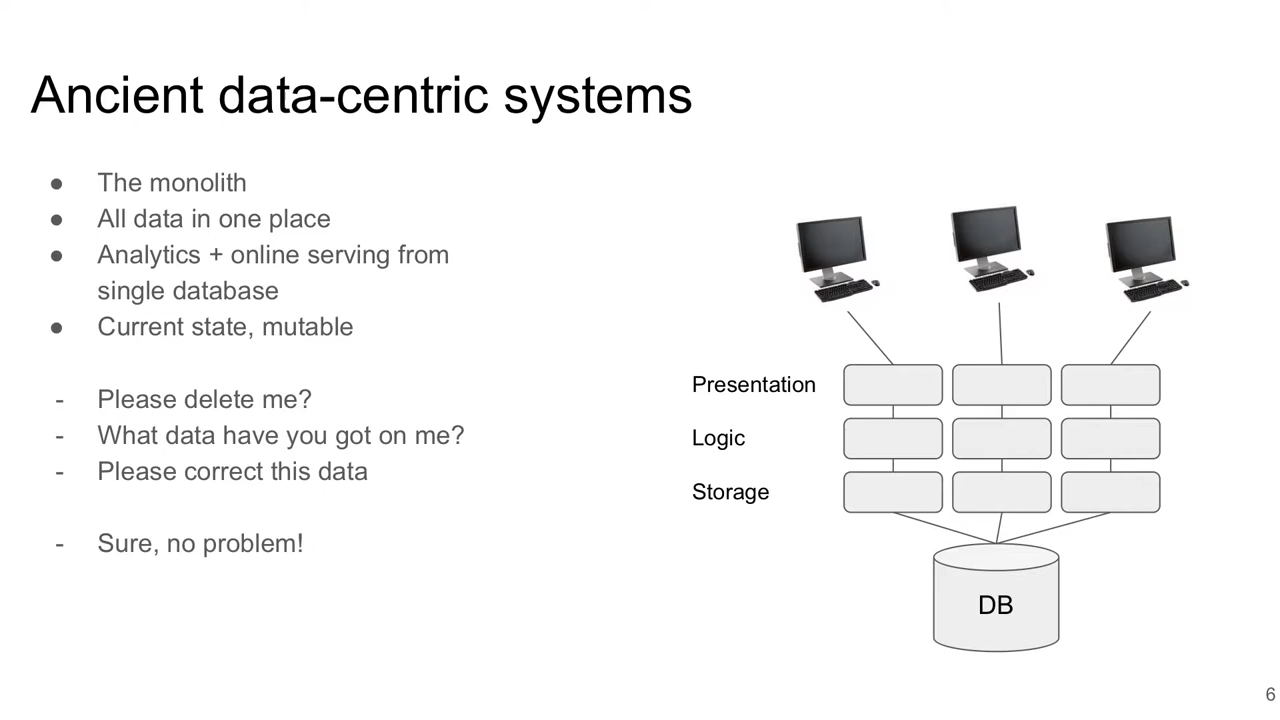 Ancient data-centric systems
● The monolith
● All data in one place
● Analytics + online serving from
single database
● Current state, mutable
- Please delete me?
- What data have you got on me?
- Please correct this data
- Sure, no problem!
Presentation
Logic
Storage
DB
6